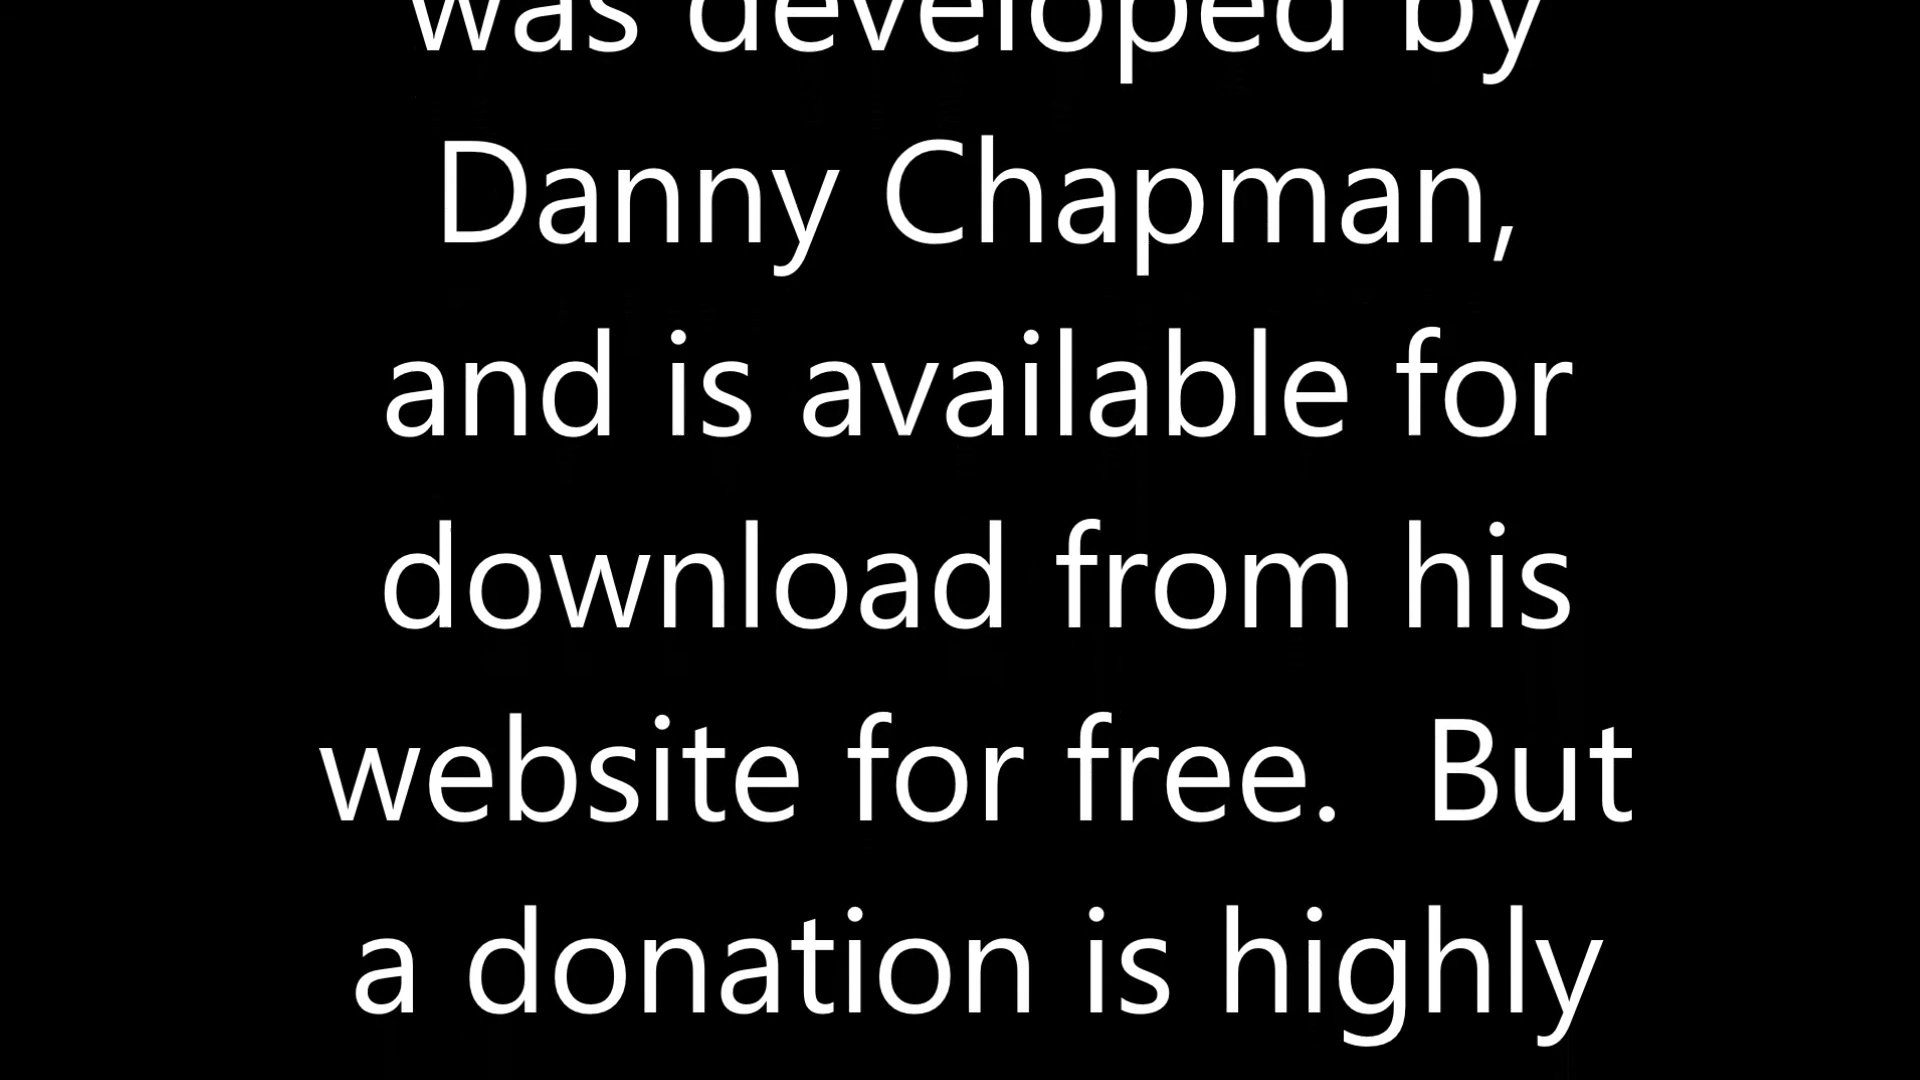 was developed by
Danny Chapman,
and is available for
download from his
website for free.  But
a donation is highly